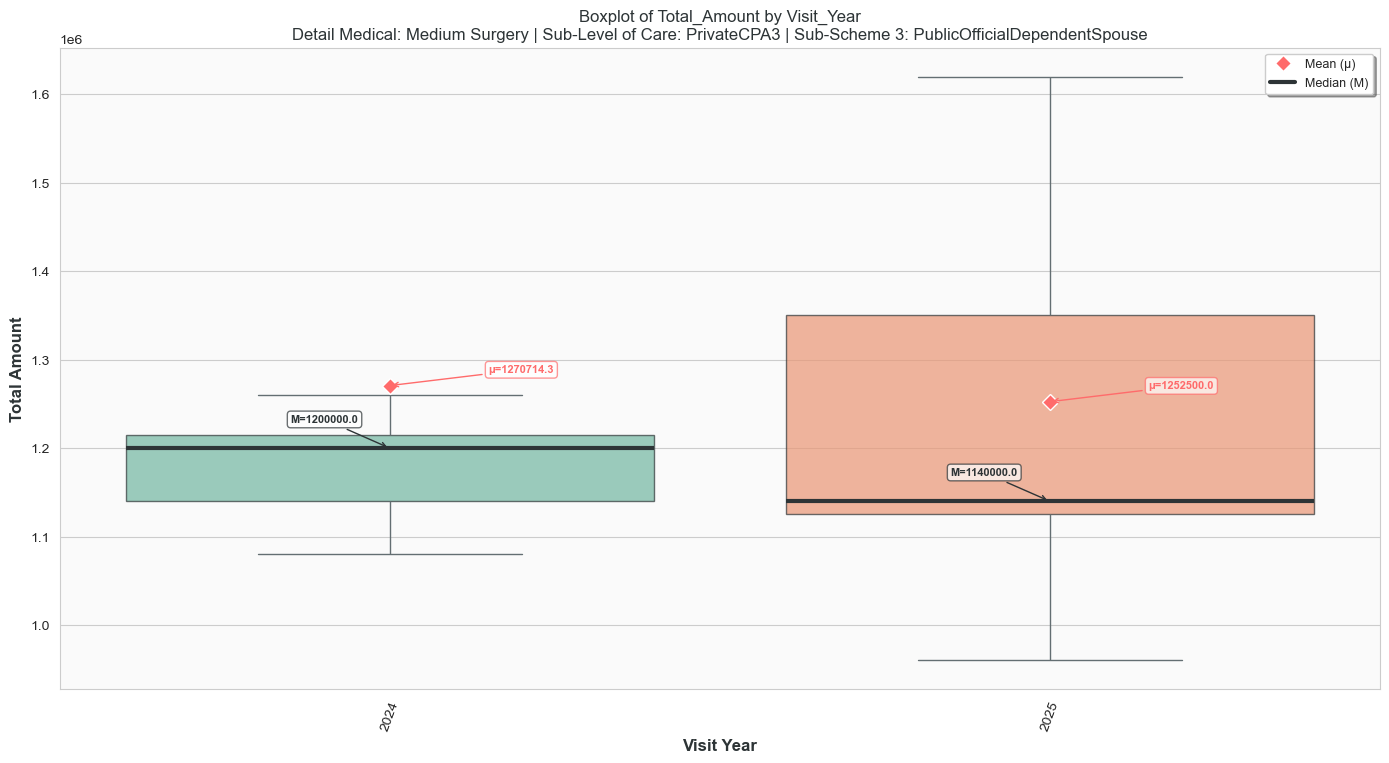 Boxplot of Total_Amount by Visit_Year
Detail Medical: Medium Surgery | Sub-Level of Care: PrivateCPA3 | Sub-Scheme 3: PublicOfficialDependentSpouse
1e6
Mean (μ)
Median (M)
1.6
1.5
1.4
1.3
1.2
1.1
1.0
Total Amount
μ=1270714.3
M=1200000.0
μ=1252500.0
M=1140000.0
2024
2025
Visit Year